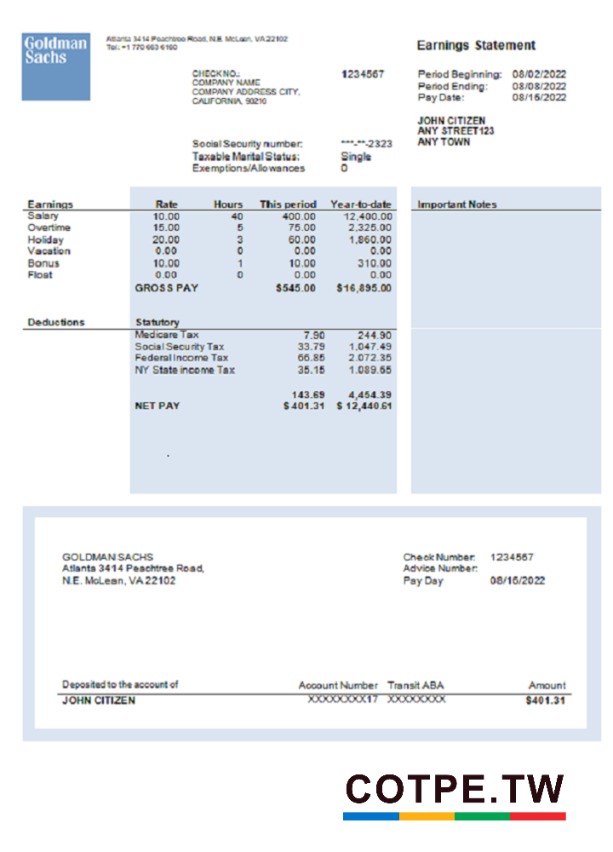 Goldman
Sachs
Atlanta 3414 Peachtree Road, N.E. McLean, VA 22102
Tel.: +1 770 663 6160
Earnings Statement
CHECK NO.: 1234567
COMPANY NAME
COMPANY ADDRESS CITY,
CALIFORNIA, 90210
Period Beginning: 08/02/2022
Period Ending: 08/08/2022
Pay Date: 08/16/2022
JOHN CITIZEN
ANY STREET123
ANY TOWN
Social Security number: ***-**-2323
Taxable Marital Status: Single
Exemptions/Allowances 0
Earnings Rate Hours This period Year-to-date
Salary 10.00 40 400.00 12,400.00
Overtime 15.00 5 75.00 2,325.00
Holiday 20.00 3 60.00 1,860.00
Vacation 0.00 0 0.00 0.00
Bonus 10.00 1 10.00 310.00
Float 0.00 0 0.00 0.00
GROSS PAY $545.00 $16,895.00
Important Notes
Deductions Statutory
Medicare Tax 7.90 244.90
Social Security Tax 33.79 1,047.49
Federal Income Tax 66.85 2,072.35
NY State income Tax 35.15 1,089.65
143.69 4,454.39
NET PAY $401.31 $12,440.61
GOLDMAN SACHS
Atlanta 3414 Peachtree Road,
N.E. McLean, VA 22102
Check Number: 1234567
Advice Number:
Pay Day 08/16/2022
Deposited to the account of Account Number Transit ABA Amount
JOHN CITIZEN XXXXXXXXX17 XXXXXXXXX $401.31
COTPE.TW